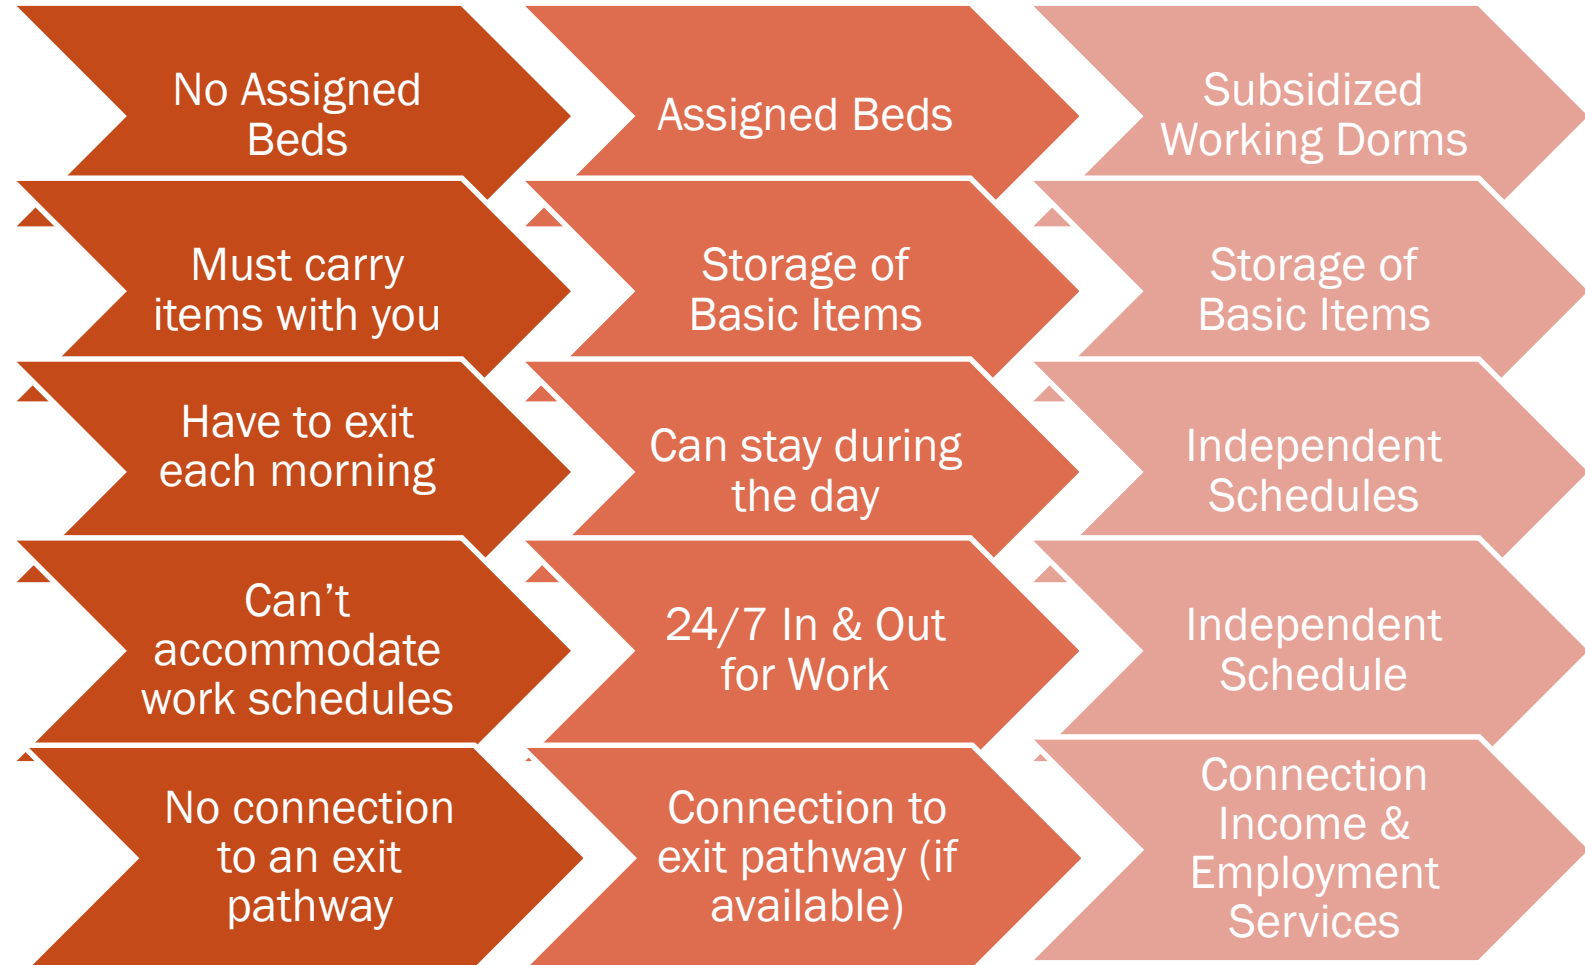 No Assigned
Beds
Assigned Beds
Subsidized
Working Dorms
Must carry
items with you
Storage of
Basic Items
Storage of
Basic Items
Have to exit
each morning
Can stay during
the day
Independent
Schedules
Can’t
accommodate
work schedules
24/7 In & Out
for Work
Independent
Schedule
No connection
to an exit
pathway
Connection to
exit pathway (if
available)
Connection
Income &
Employment
Services